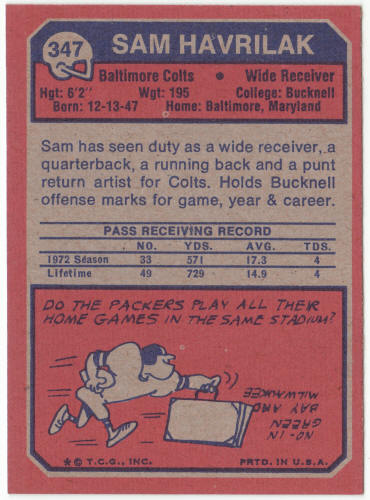 347
SAM HAVRILAK
Baltimore Colts • Wide Receiver
Hgt: 6'2" Wgt: 195 College: Bucknell
Born: 12-13-47 Home: Baltimore, Maryland
Sam has seen duty as a wide receiver, a
quarterback, a running back and a punt
return artist for Colts. Holds Bucknell
offense marks for game, year & career.
PASS RECEIVING RECORD
NO. YDS. AVG. TDS.
1972 Season 33 571 17.3 4
Lifetime 49 729 14.9 4
DO THE PACKERS PLAY ALL THEIR
HOME GAMES IN THE SAME STADIUM?
NO-IN
GREEN
BAY AND
MILWAUKEE
* © T.C.G., INC. PRTD. IN U.S.A.